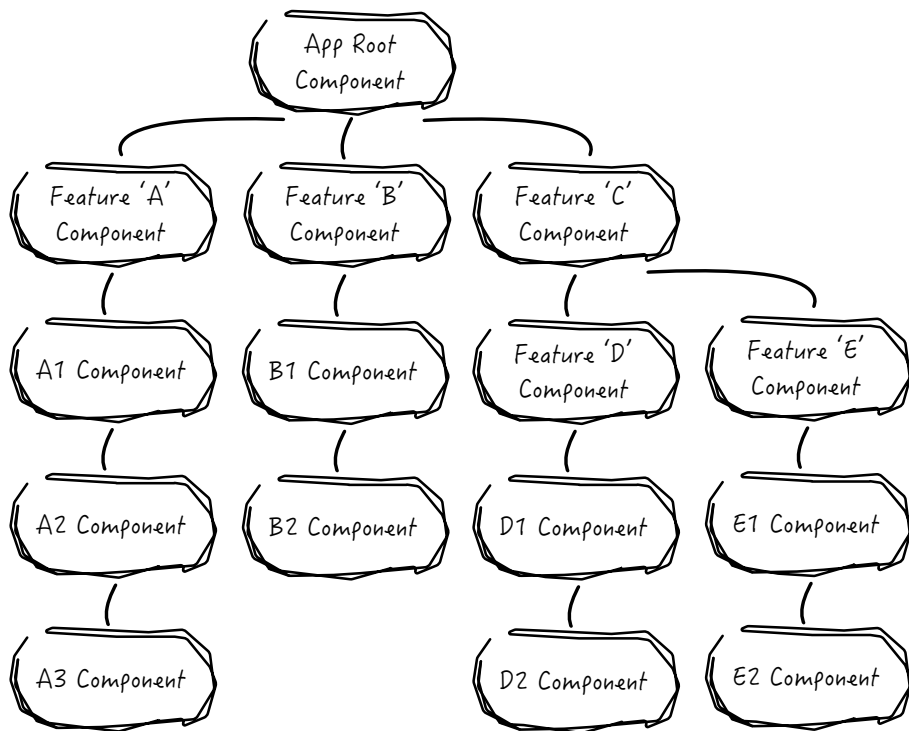 App Root
Component
Feature ‘A’
Component
Feature ‘B’
Component
Feature ‘C’
Component
A1 Component
B1 Component
Feature ‘D’
Component
Feature ‘E’
Component
A2 Component
B2 Component
D1 Component
E1 Component
A3 Component
D2 Component
E2 Component